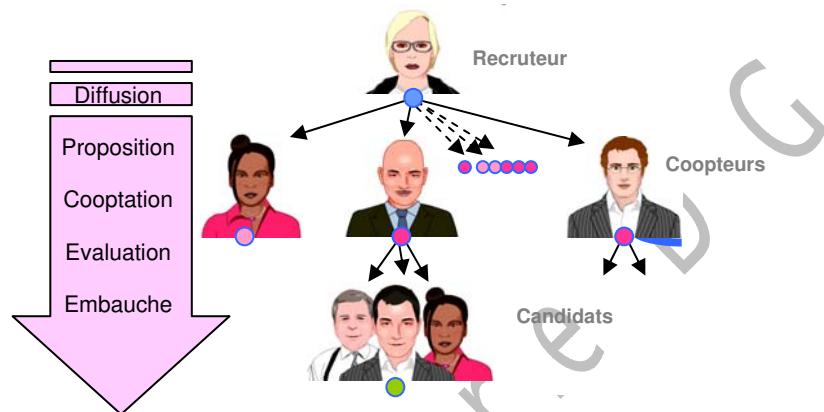 Recruteur
Diffusion
Proposition
Coopteurs
Cooptation
Evaluation
Embauche
Candidats